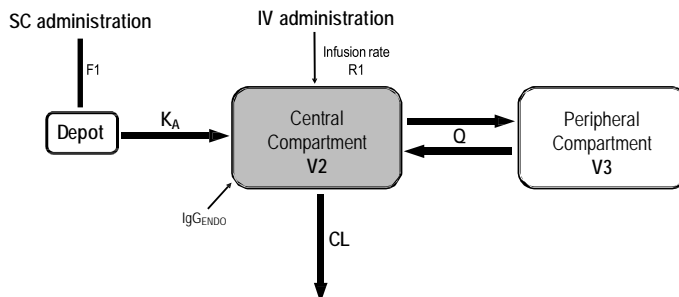 SC administration
IV administration
F1
Infusion rate
R1
Depot
KA
Central
Compartment
V2
Q
Peripheral
Compartment
V3
IgGENDO
CL